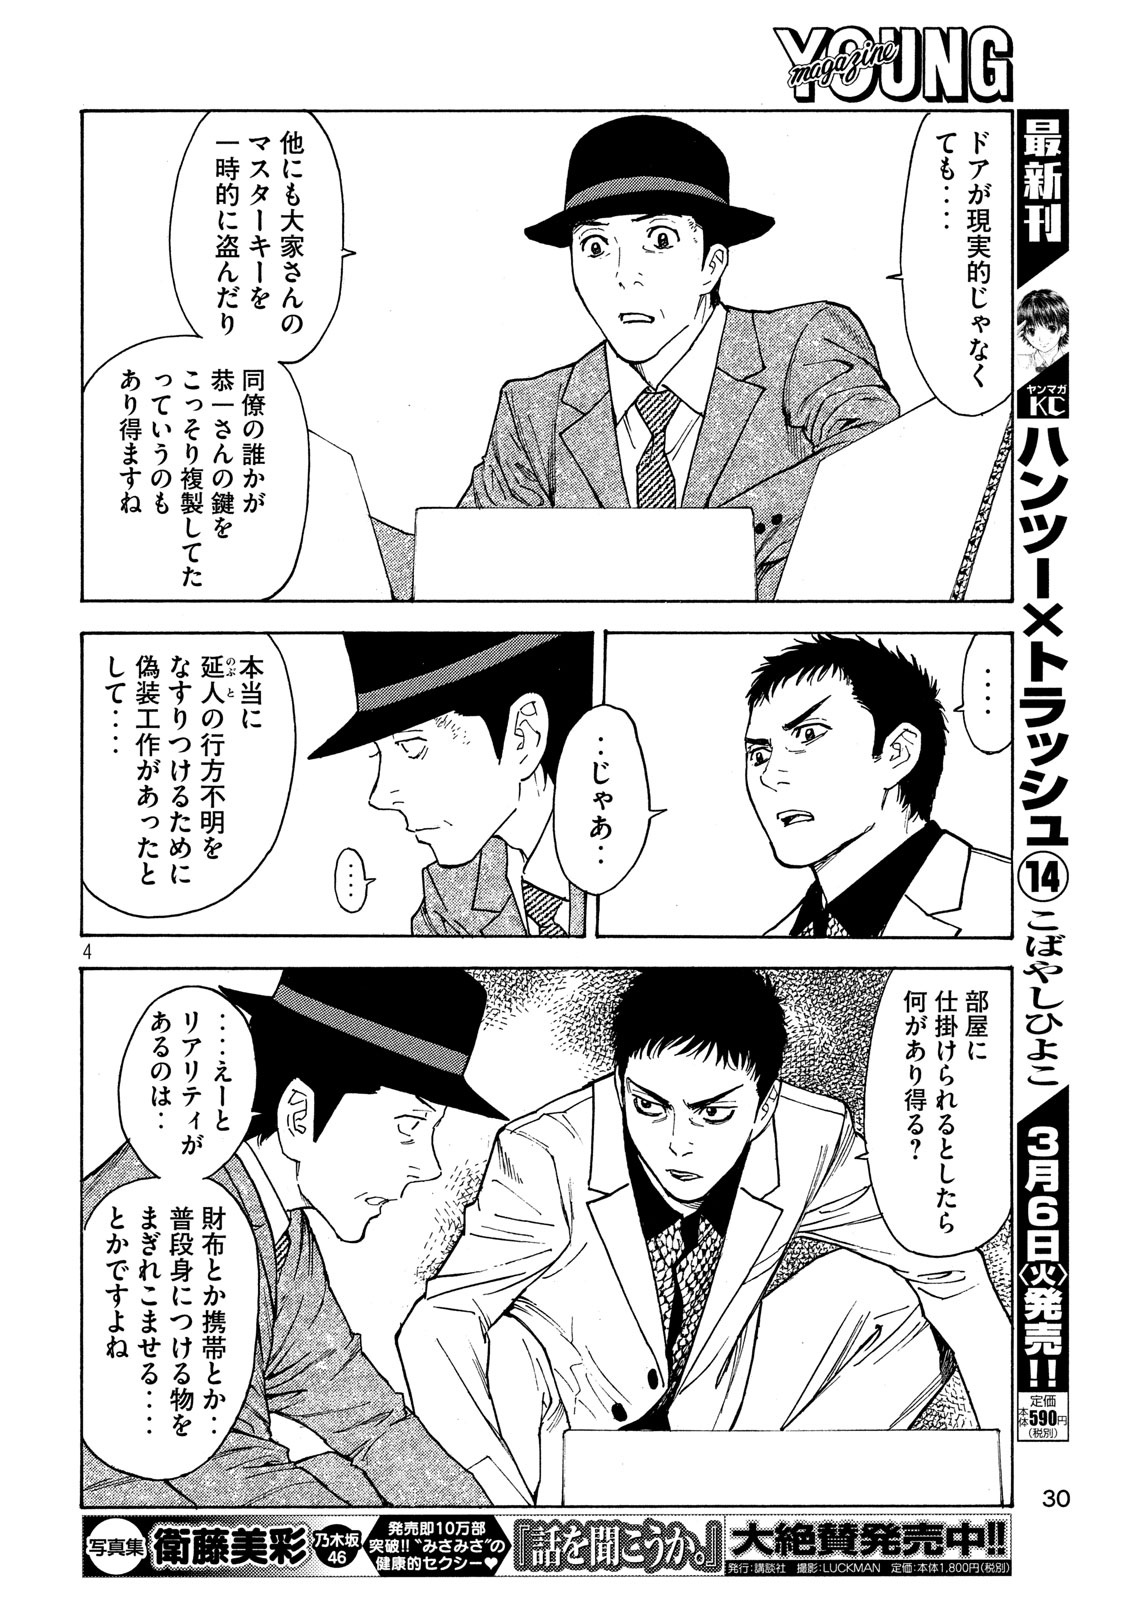 YOUNG
magazine
ドアが現実的じゃなく
ても‥‥
他にも大家さんの
マスターキーを
一時的に盗んだり
同僚の誰かが
恭一さんの鍵を
こっそり複製してた
っていうのも
あり得ますね
‥‥
‥じゃあ‥
本当に
延人の行方不明を
のぶと
なすりつけるために
偽装工作があったと
して‥‥
‥‥
4
部屋に
仕掛けられるとしたら
何があり得る?
‥‥えーと
リアリティが
あるのは‥
財布とか携帯とか‥
普段身につける物を
まぎれこませる‥‥
とかですよね
最新刊
ヤンマガ
KC
ハンツー×トラッシュ⑭
こばやしひよこ
3月6日〈火〉発売!!
定価
本体590円
(税別)
30
写真集
衛藤美彩
乃木坂
46
発売即10万部
突破!!“みさみさ”の
健康的セクシー♥
『話を聞こうか。』
大絶賛発売中!!
発行:講談社 撮影:LUCKMAN 定価:本体1,800円(税別)